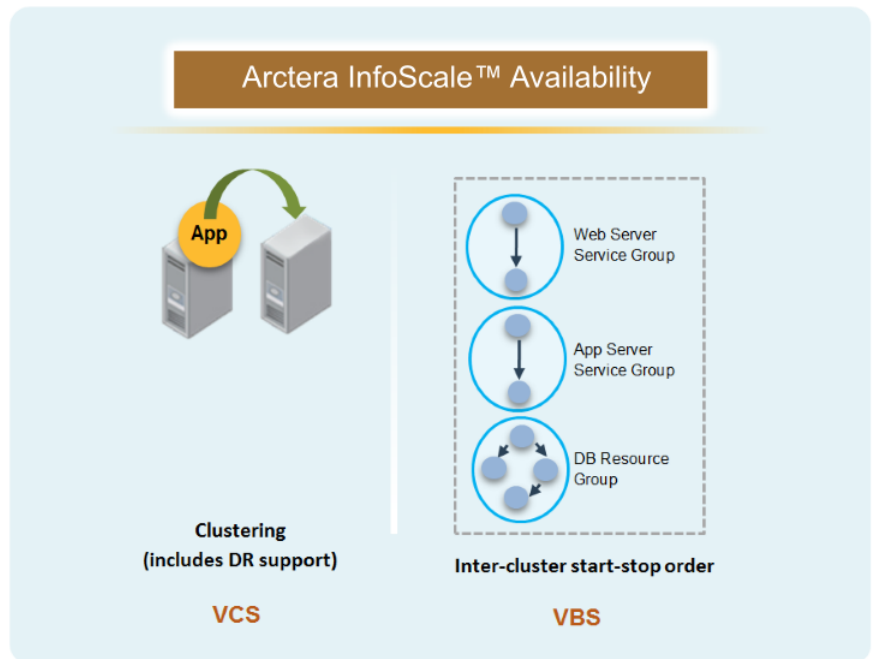 Arctera InfoScale™ Availability
App
Clustering
(includes DR support)
VCS
Web Server
Service Group
App Server
Service Group
DB Resource
Group
Inter-cluster start-stop order
VBS